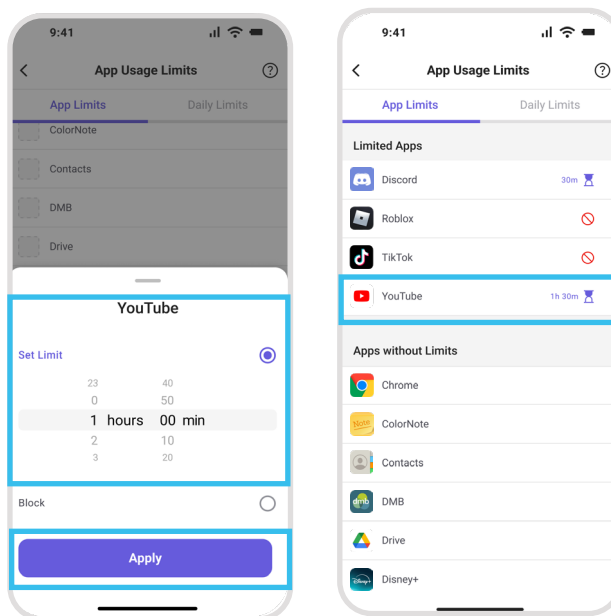 9:41
App Usage Limits
App Limits Daily Limits
ColorNote
Contacts
DMB
Drive
YouTube
Set Limit
23 40
0 50
1 hours 00 min
2 10
3 20
Block
Apply
9:41
App Usage Limits
App Limits Daily Limits
Limited Apps
Discord 30m
Roblox
TikTok
YouTube 1h 30m
Apps without Limits
Chrome
Note ColorNote
Contacts
dmb DMB
Drive
Disney+ Disney+